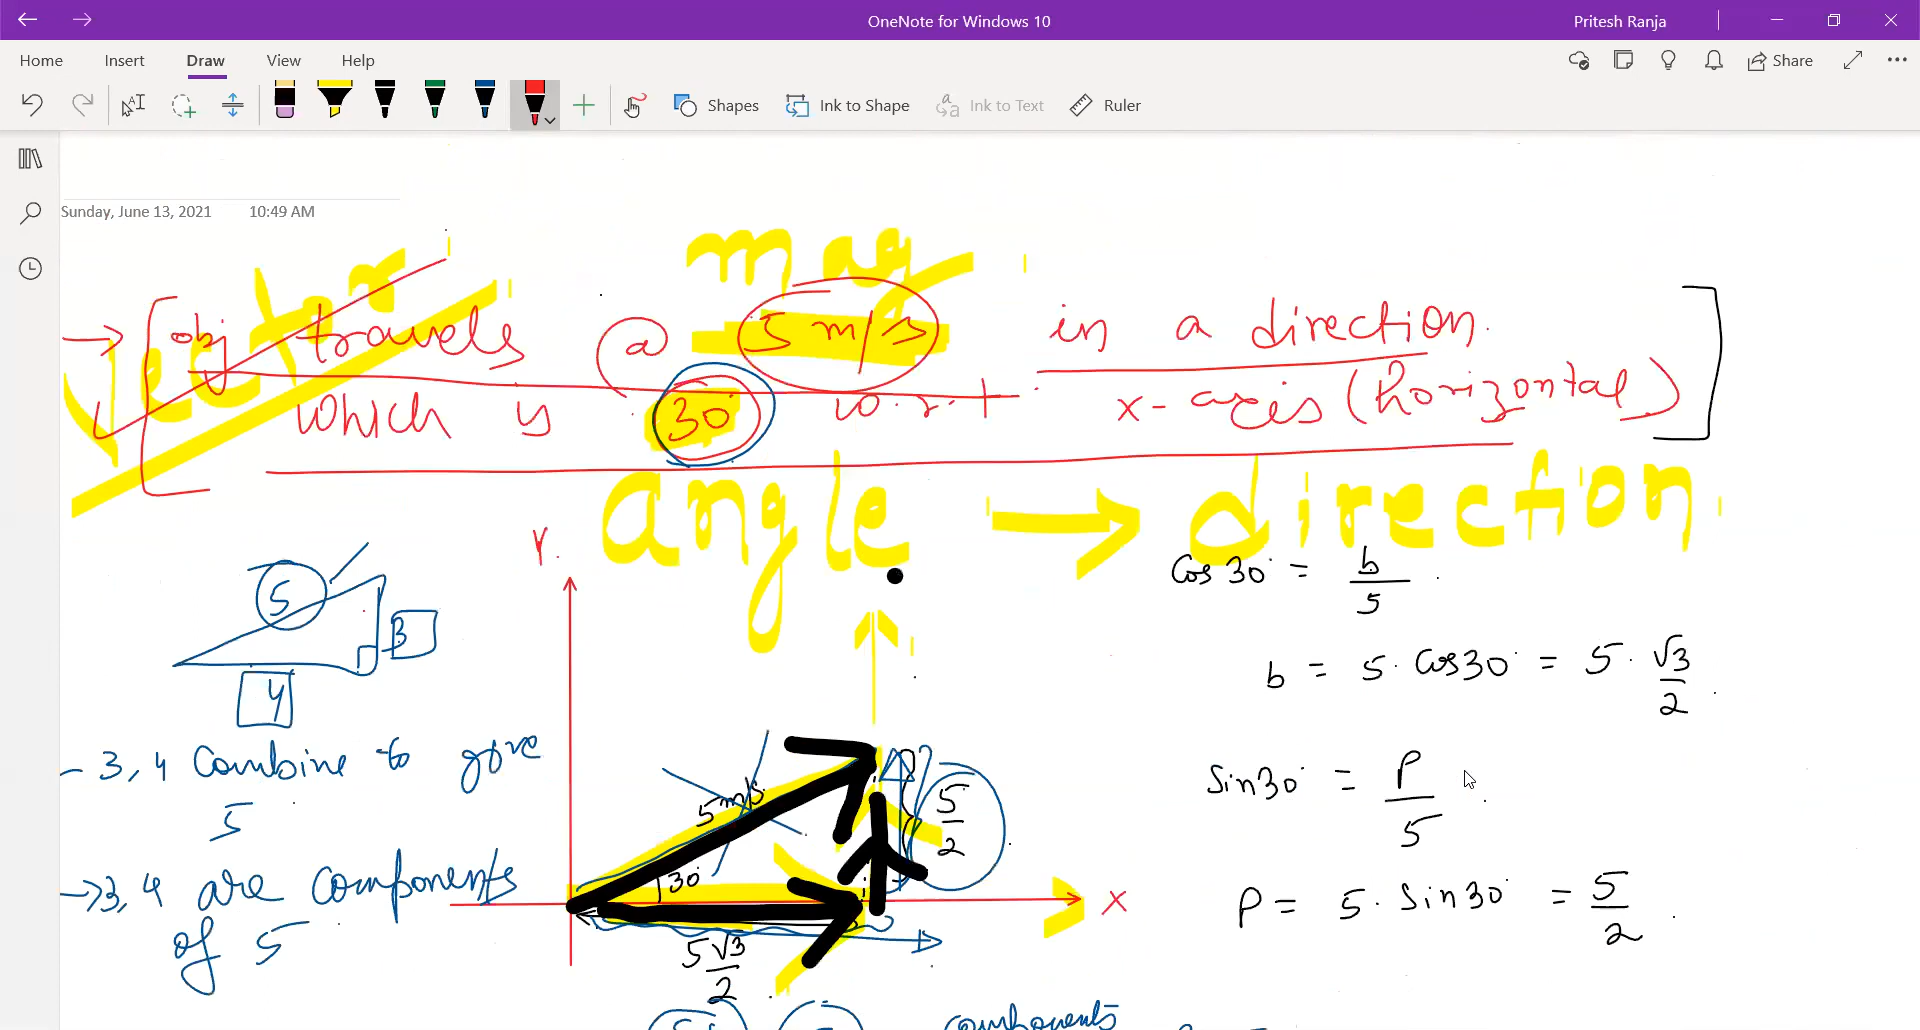 OneNote for Windows 10
Pritesh Ranja
Home Insert Draw View Help
Share
Shapes Ink to Shape Ink to Text Ruler
Sunday, June 13, 2021 10:49 AM
Vector
mag
→ [obj travels @ 5 m/s in a direction.
which is 30° w.r.t x-axis (horizontal)]
angle → direction
Y
5
3
4
- 3, 4 Combine to give
5
→ 3, 4 are components
of 5
5 m/s
30
P?
5/2
X
5√3/2
Cos 30° = b/5
b = 5. Cos30° = 5. √3/2
Sin30° = P/5
P = 5. Sin30° = 5/2
components